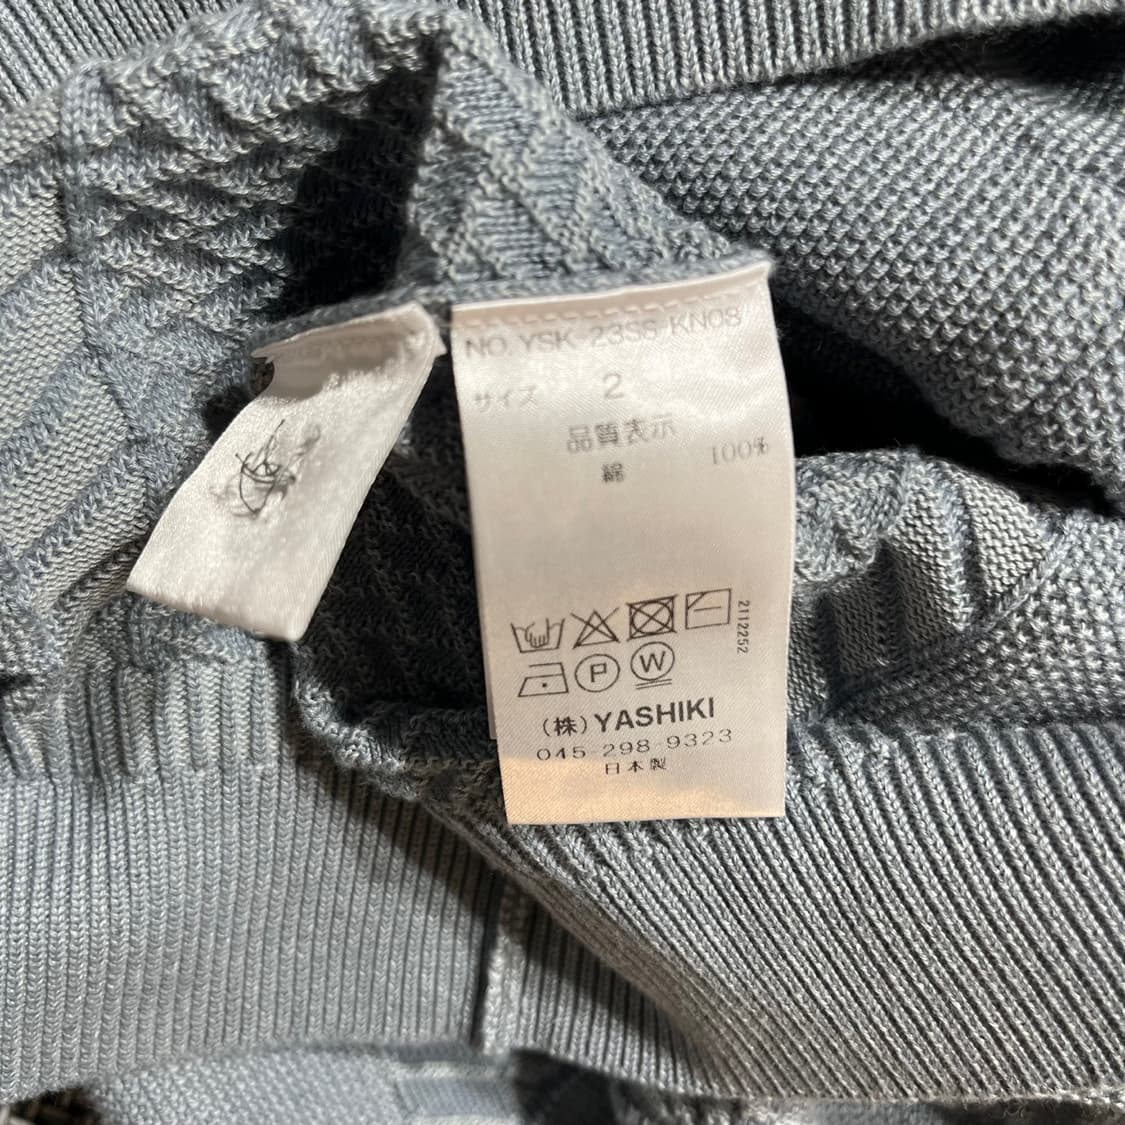 NO. YSK-23SS-KN08
サイズ 2
品質表示
綿 100%
2112252
P W
(株) YASHIKI
045-298-9323
日本製